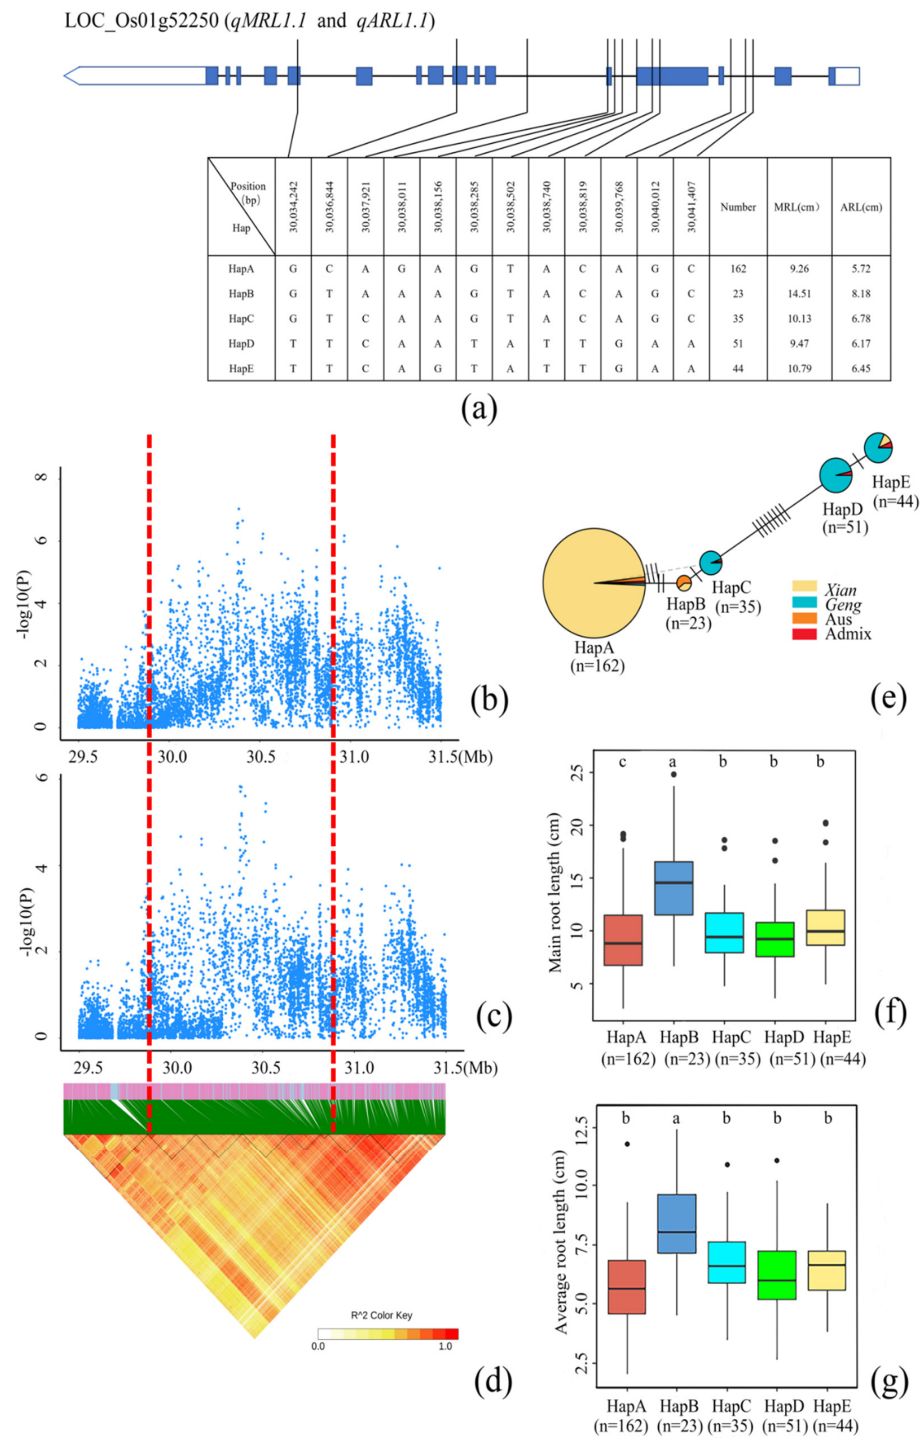 LOC_Os01g52250 (qMRL1.1 and qARL1.1)
Position (bp) Hap 30,034,242 30,036,844 30,037,921 30,038,011 30,038,156 30,038,285 30,038,502 30,038,740 30,038,819 30,039,768 30,040,012 30,041,407 Number MRL(cm) ARL(cm)
HapA G C A G A G T A C A G C 162 9.26 5.72
HapB G T A A A G T A C A G C 23 14.51 8.18
HapC G T C A A G T A C A G C 35 10.13 6.78
HapD T T C A A T A T T G A A 51 9.47 6.17
HapE T T C A G T A T T G A A 44 10.79 6.45
(a)
-log10(P)
8
6
4
2
0
29.5 30.0 30.5 31.0 31.5(Mb)
(b)
-log10(P)
6
4
2
0
29.5 30.0 30.5 31.0 31.5(Mb)
(c)
R^2 Color Key
0.0 1.0
(d)
HapE
(n=44)
HapD
(n=51)
HapC
(n=35)
HapB
(n=23)
HapA
(n=162)
Xian
Geng
Aus
Admix
(e)
Main root length (cm)
25
20
15
10
5
c a b b b
HapA HapB HapC HapD HapE
(n=162) (n=23) (n=35) (n=51) (n=44)
(f)
Average root length (cm)
12.5
10.0
7.5
5.0
2.5
b a b b b
HapA HapB HapC HapD HapE
(n=162) (n=23) (n=35) (n=51) (n=44)
(g)